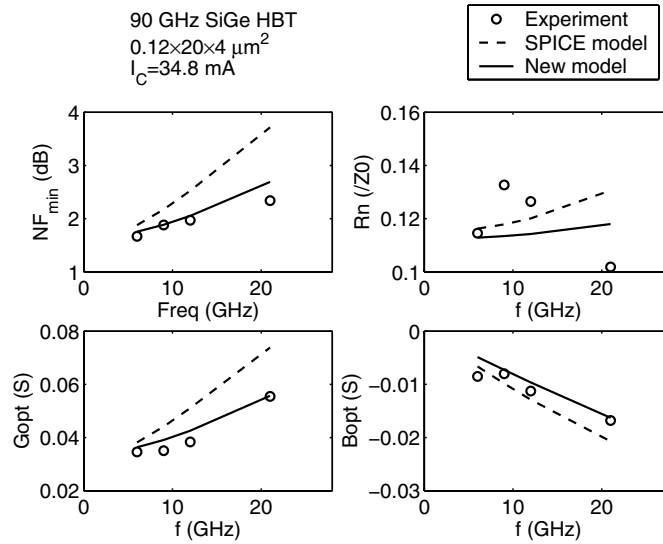 90 GHz SiGe HBT
0.12×20×4 μm²
I_C=34.8 mA
Experiment
SPICE model
New model
4
3
2
1
NF_min (dB)
0
10
20
Freq (GHz)
0.16
0.14
0.12
0.1
Rn (/Z0)
0
10
20
f (GHz)
0.08
0.06
0.04
0.02
Gopt (S)
0
10
20
f (GHz)
0
−0.01
−0.02
−0.03
Bopt (S)
0
10
20
f (GHz)